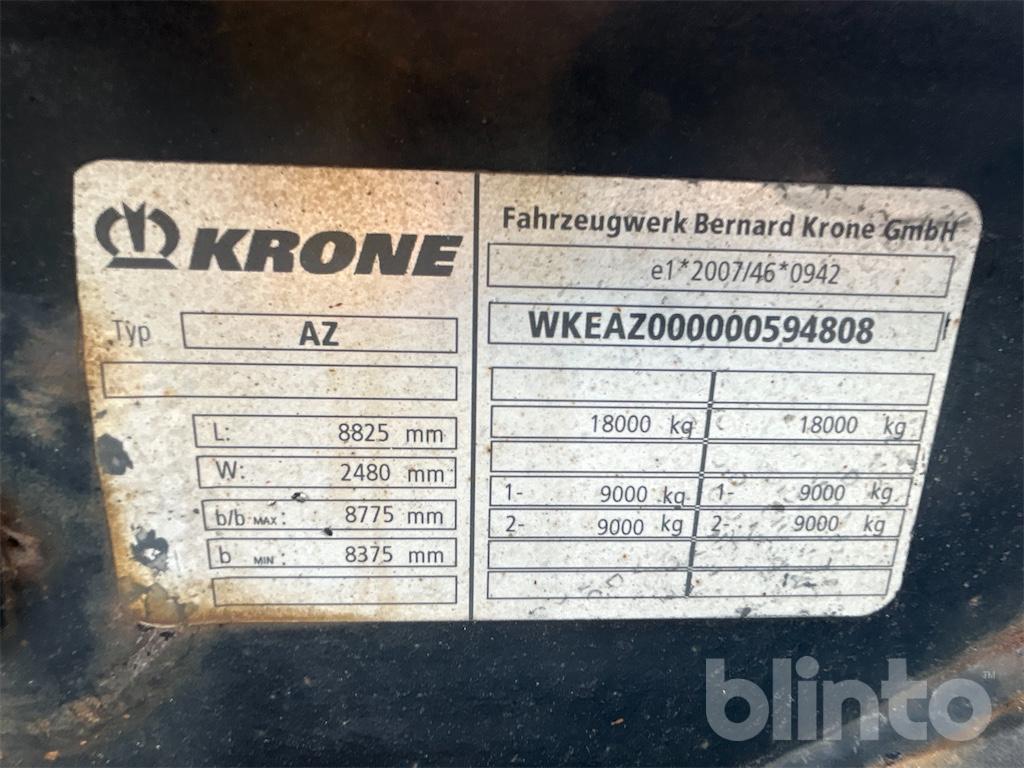 KRONE
Typ AZ
L: 8825 mm
W: 2480 mm
b/b MAX: 8775 mm
b MIN: 8375 mm
Fahrzeugwerk Bernard Krone GmbH
e1*2007/46*0942
WKEAZ000000594808
18000 kg 18000 kg
1- 9000 kg 1- 9000 kg
2- 9000 kg 2- 9000 kg
blinto™